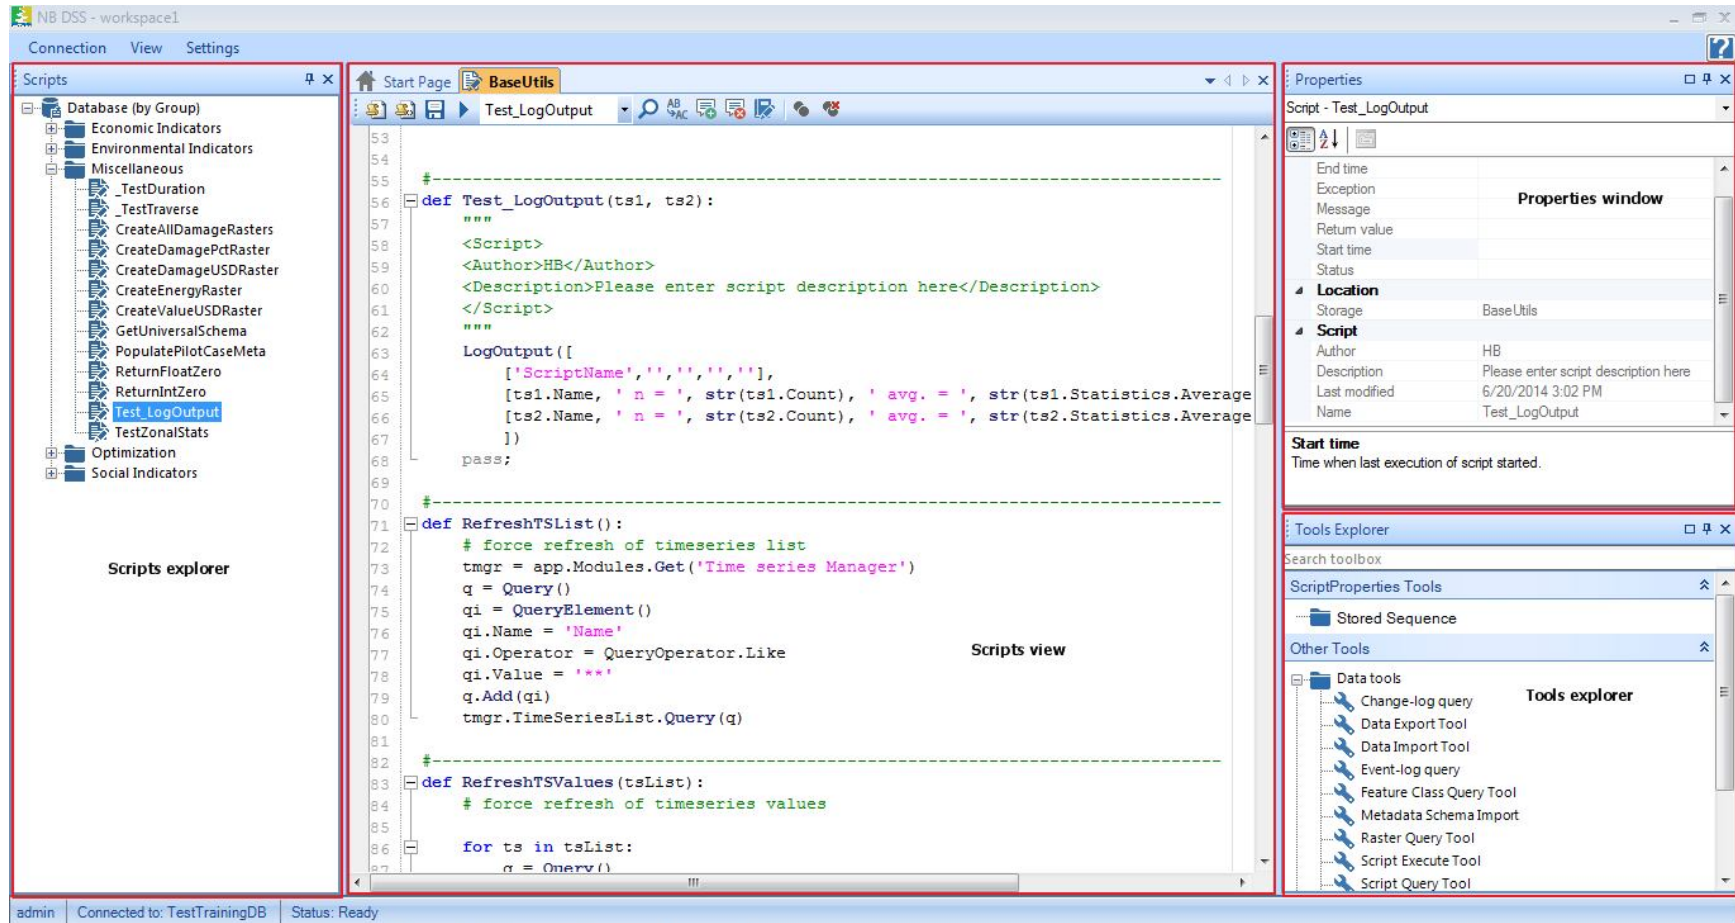 NB DSS - workspace1
Connection View Settings
Scripts
Database (by Group)
Economic Indicators
Environmental Indicators
Miscellaneous
_TestDuration
_TestTraverse
CreateAllDamageRasters
CreateDamagePctRaster
CreateDamageUSDRaster
CreateEnergyRaster
CreateValueUSDRaster
GetUniversalSchema
PopulatePilotCaseMeta
ReturnFloatZero
ReturnIntZero
Test_LogOutput
TestZonalStats
Optimization
Social Indicators
Scripts explorer
Start Page BaseUtils
Test_LogOutput
53
54
55 #-------------------------------------------------------------------------------
56 def Test_LogOutput(ts1, ts2):
57 """
58 <Script>
59 <Author>HB</Author>
60 <Description>Please enter script description here</Description>
61 </Script>
62 """
63 LogOutput([
64 ['ScriptName','','','',''],
65 [ts1.Name, ' n = ', str(ts1.Count), ' avg. = ', str(ts1.Statistics.Average
66 [ts2.Name, ' n = ', str(ts2.Count), ' avg. = ', str(ts2.Statistics.Average
67 ])
68 pass;
69
70 #-------------------------------------------------------------------------------
71 def RefreshTSList():
72 # force refresh of timeseries list
73 tmgr = app.Modules.Get('Time series Manager')
74 q = Query()
75 qi = QueryElement()
76 qi.Name = 'Name'
77 qi.Operator = QueryOperator.Like
78 qi.Value = '**'
79 q.Add(qi)
80 tmgr.TimeSeriesList.Query(q)
81
82 #-------------------------------------------------------------------------------
83 def RefreshTSValues(tsList):
84 # force refresh of timeseries values
85
86 for ts in tsList:
87 q = Query()
Scripts view
Properties
Script - Test_LogOutput
End time
Exception
Message
Return value
Start time
Status
Location
Storage BaseUtils
Script
Author HB
Description Please enter script description here
Last modified 6/20/2014 3:02 PM
Name Test_LogOutput
Properties window
Start time
Time when last execution of script started.
Tools Explorer
Search toolbox
ScriptProperties Tools
Stored Sequence
Other Tools
Data tools
Change-log query
Data Export Tool
Data Import Tool
Event-log query
Feature Class Query Tool
Metadata Schema Import
Raster Query Tool
Script Execute Tool
Script Query Tool
Tools explorer
admin Connected to: TestTrainingDB Status: Ready